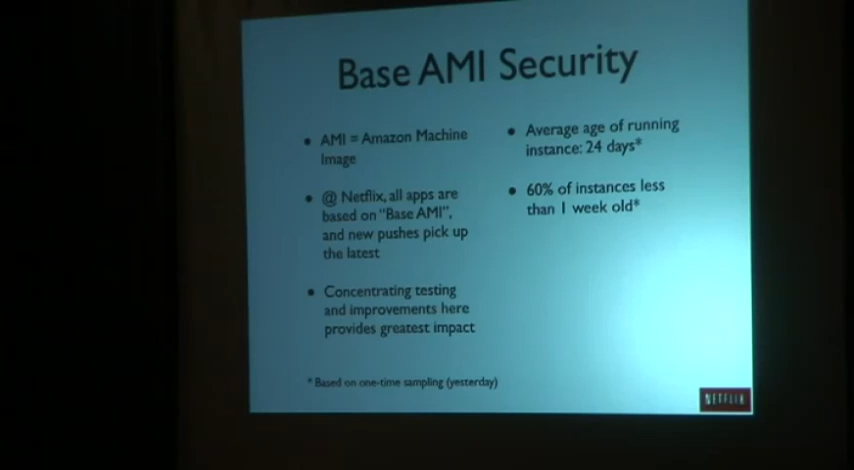 Base AMI Security
• AMI = Amazon Machine
Image
• @ Netflix, all apps are
based on "Base AMI",
and new pushes pick up
the latest
• Concentrating testing
and improvements here
provides greatest impact
• Average age of running
instance: 24 days*
• 60% of instances less
than 1 week old*
* Based on one-time sampling (yesterday)
NETFLIX